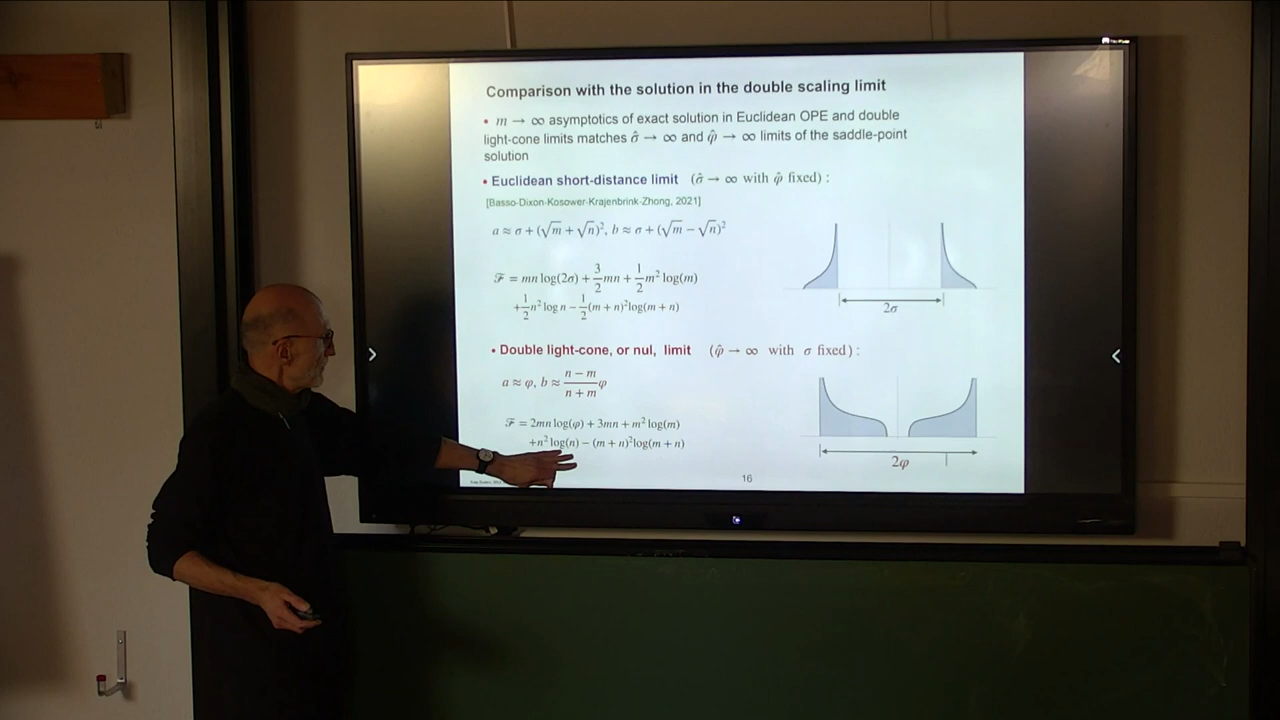 Comparison with the solution in the double scaling limit
• m → ∞ asymptotics of exact solution in Euclidean OPE and double
light-cone limits matches σ̂ → ∞ and φ̂ → ∞ limits of the saddle-point
solution
• Euclidean short-distance limit (σ̂ → ∞ with φ̂ fixed) :
[Basso-Dixon-Kosower-Krajenbrink-Zhong, 2021]
a ≈ σ + (√m + √n)², b ≈ σ + (√m − √n)²
ℱ = mn log(2σ) + 3/2 mn + 1/2 m² log(m)
+ 1/2 n² log n − 1/2 (m + n)² log(m + n)
2σ
• Double light-cone, or nul, limit (φ̂ → ∞ with σ fixed) :
a ≈ φ, b ≈ (n − m)/(n + m) φ
ℱ = 2mn log(φ) + 3mn + m² log(m)
+n² log(n) − (m + n)² log(m + n)
2φ
16